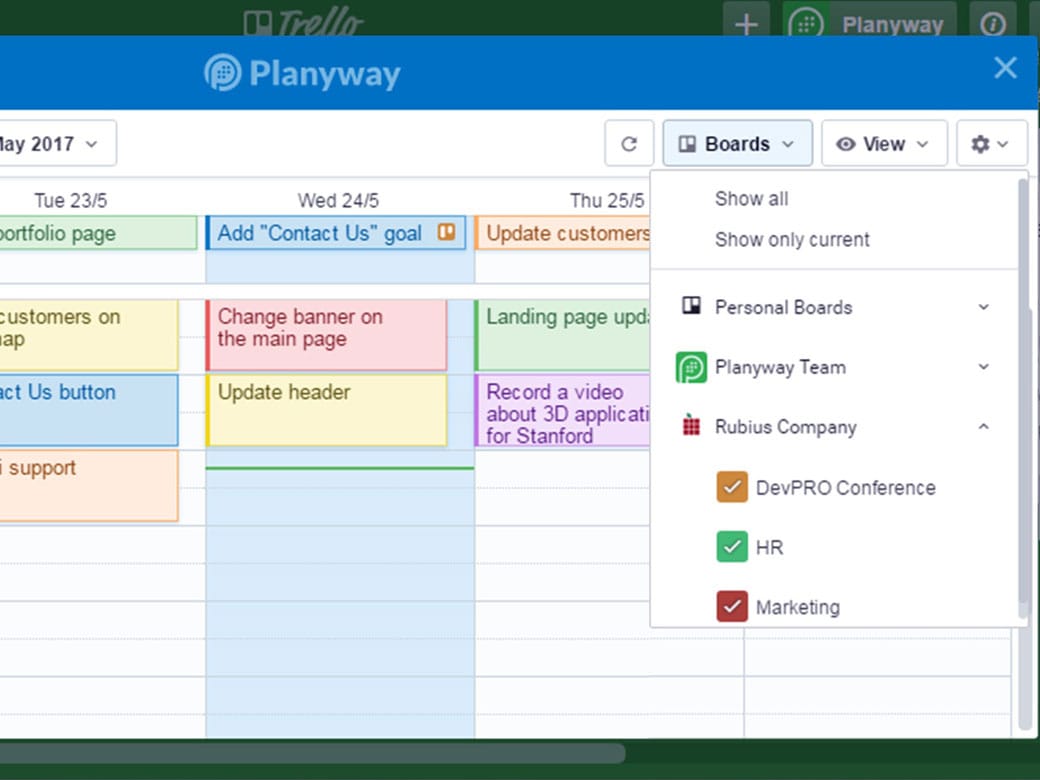 Trello
Planyway
Planyway
May 2017
Boards
View
Tue 23/5
Wed 24/5
Thu 25/5
Show all
Show only current
portfolio page
Add "Contact Us" goal
Update customers
customers on
Change banner on
the main page
Landing page upda
Us button
Update header
Record a video
about 3D applicati
for Stanford
support
Personal Boards
Planyway Team
Rubius Company
DevPRO Conference
HR
Marketing